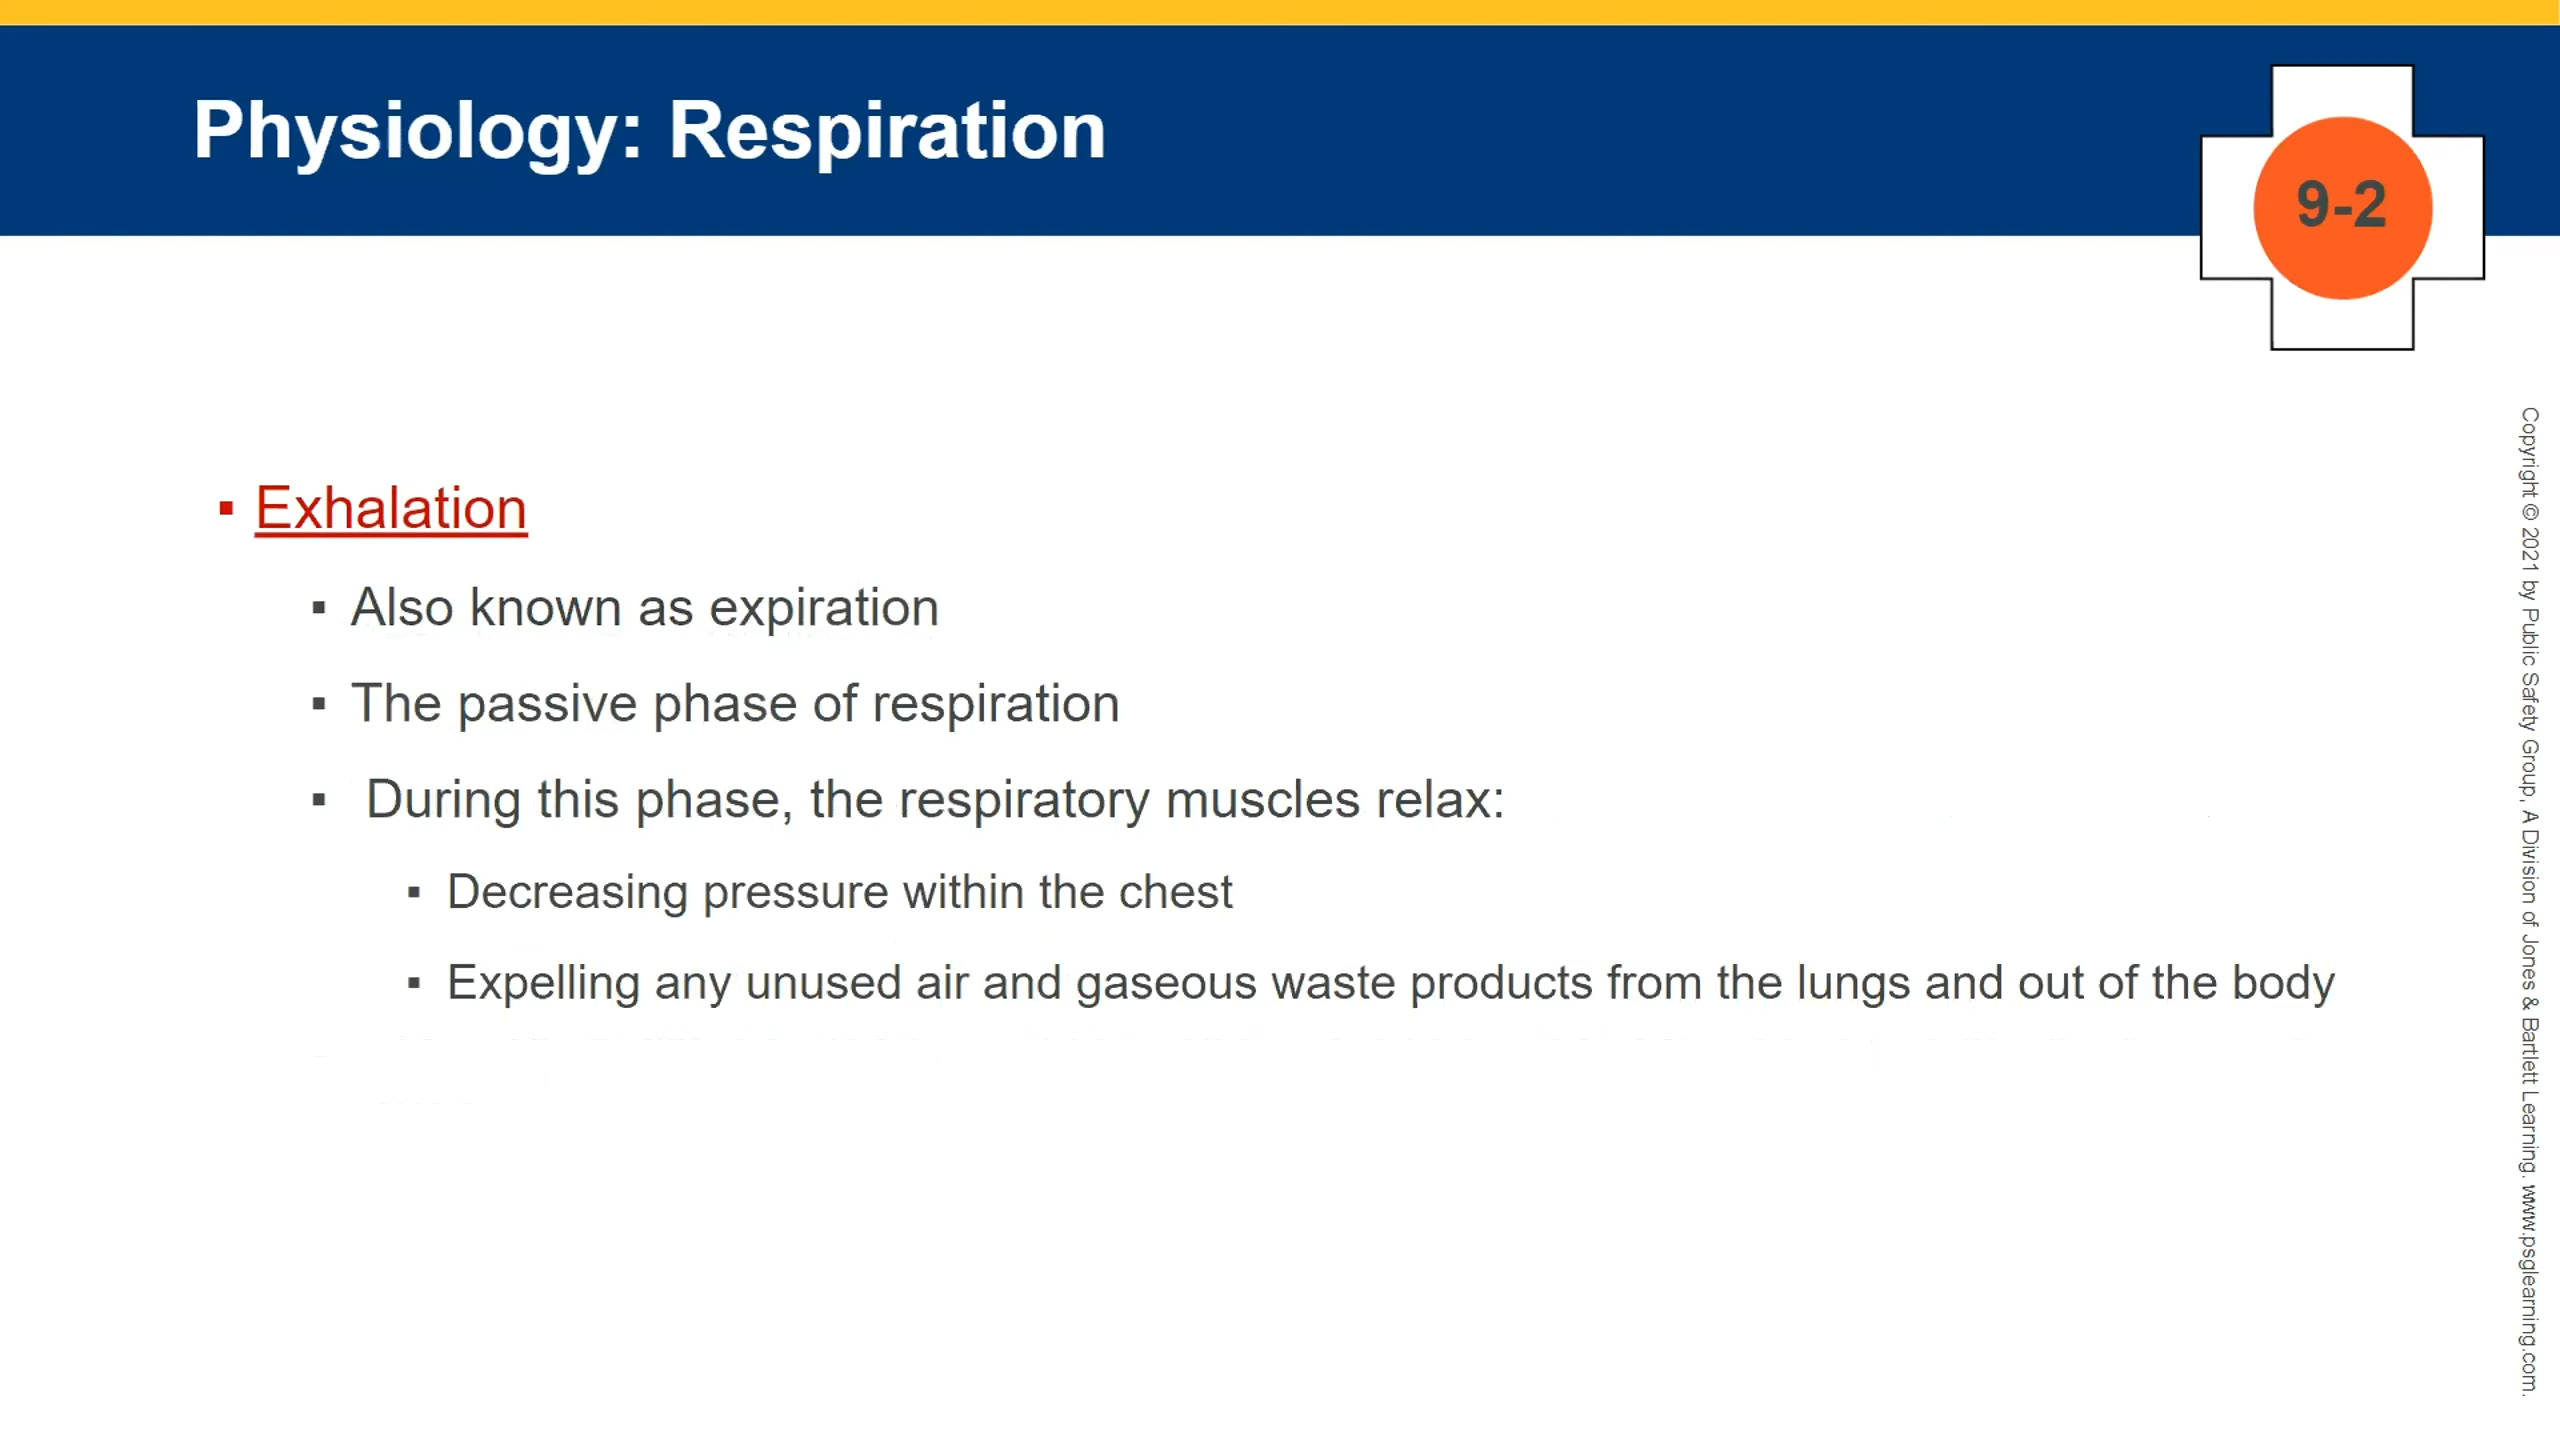 Physiology: Respiration
9-2
▪ Exhalation
▪ Also known as expiration
▪ The passive phase of respiration
▪ During this phase, the respiratory muscles relax:
▪ Decreasing pressure within the chest
▪ Expelling any unused air and gaseous waste products from the lungs and out of the body
Copyright © 2021 by Public Safety Group, A Division of Jones & Bartlett Learning. www.psglearning.com.